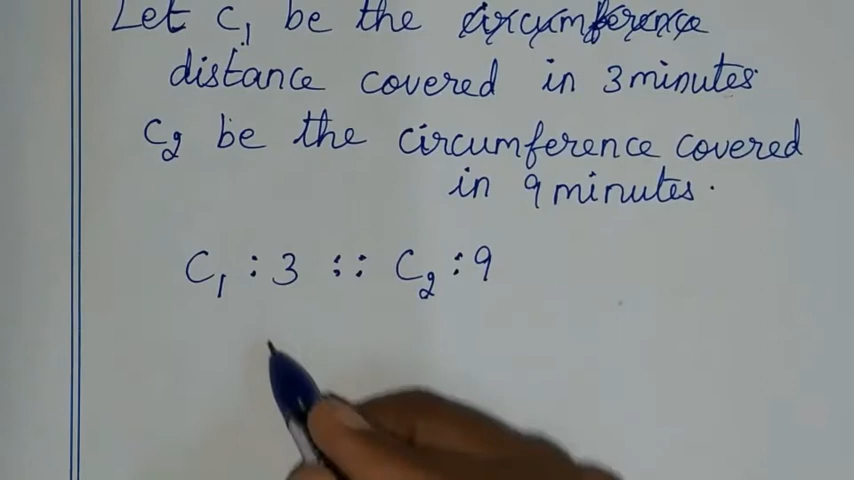 Let C₁ be the circumference
distance covered in 3 minutes
C₂ be the circumference covered
in 9 minutes.
C₁ : 3 :: C₂ : 9